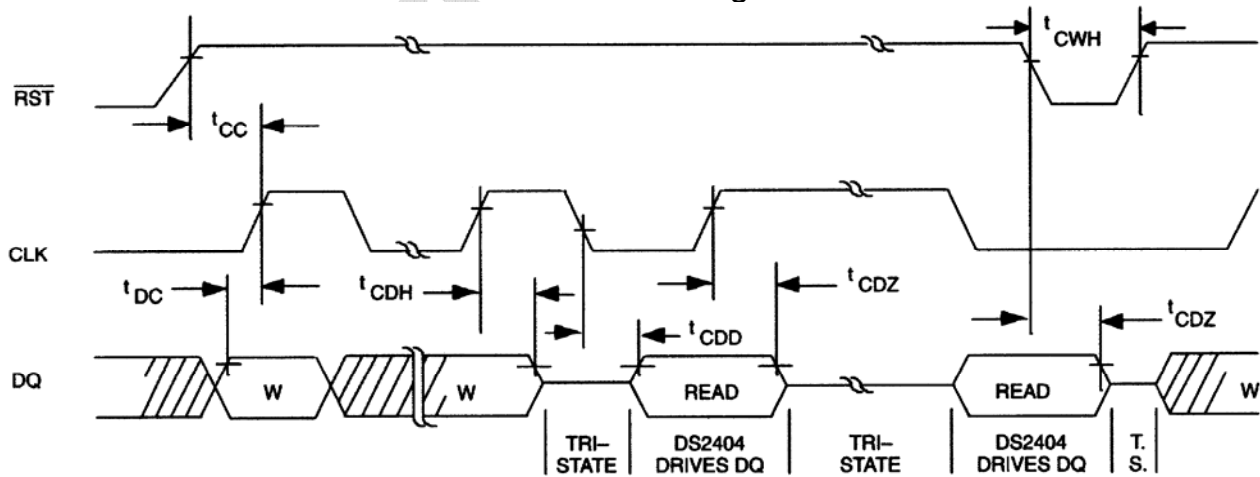 t CWH
RST
t CC
CLK
t DC
t CDH
t CDZ
t CDD
t CDZ
DQ
W
W
READ
READ
W
TRI–
STATE
DS2404
DRIVES DQ
TRI–
STATE
DS2404
DRIVES DQ
T.
S.